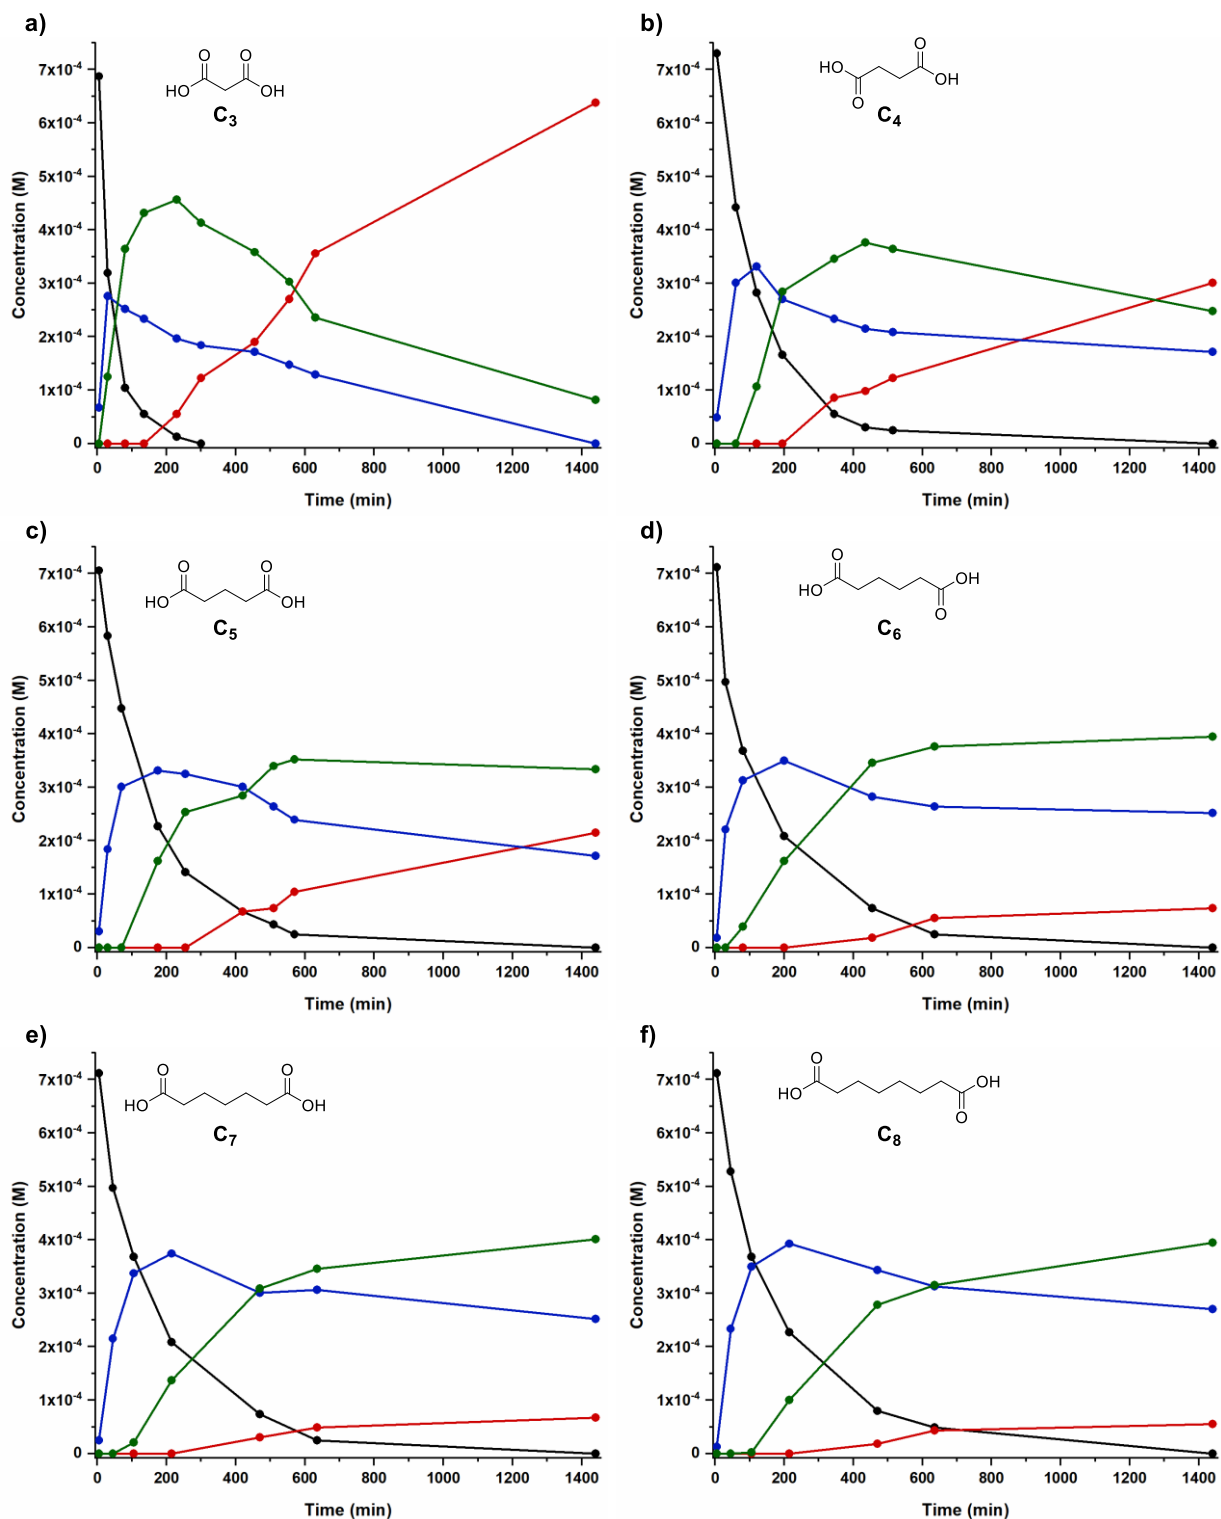 a)
7x10⁻⁴
6x10⁻⁴
5x10⁻⁴
4x10⁻⁴
3x10⁻⁴
2x10⁻⁴
1x10⁻⁴
0
Concentration (M)
0 200 400 600 800 1000 1200 1400
Time (min)
O O
HO OH
C₃
b)
7x10⁻⁴
6x10⁻⁴
5x10⁻⁴
4x10⁻⁴
3x10⁻⁴
2x10⁻⁴
1x10⁻⁴
0
Concentration (M)
0 200 400 600 800 1000 1200 1400
Time (min)
O
HO OH
O
C₄
c)
7x10⁻⁴
6x10⁻⁴
5x10⁻⁴
4x10⁻⁴
3x10⁻⁴
2x10⁻⁴
1x10⁻⁴
0
Concentration (M)
0 200 400 600 800 1000 1200 1400
Time (min)
O O
HO OH
C₅
d)
7x10⁻⁴
6x10⁻⁴
5x10⁻⁴
4x10⁻⁴
3x10⁻⁴
2x10⁻⁴
1x10⁻⁴
0
Concentration (M)
0 200 400 600 800 1000 1200 1400
Time (min)
O
HO OH
O
C₆
e)
7x10⁻⁴
6x10⁻⁴
5x10⁻⁴
4x10⁻⁴
3x10⁻⁴
2x10⁻⁴
1x10⁻⁴
0
Concentration (M)
0 200 400 600 800 1000 1200 1400
Time (min)
O O
HO OH
C₇
f)
7x10⁻⁴
6x10⁻⁴
5x10⁻⁴
4x10⁻⁴
3x10⁻⁴
2x10⁻⁴
1x10⁻⁴
0
Concentration (M)
0 200 400 600 800 1000 1200 1400
Time (min)
O
HO OH
O
C₈